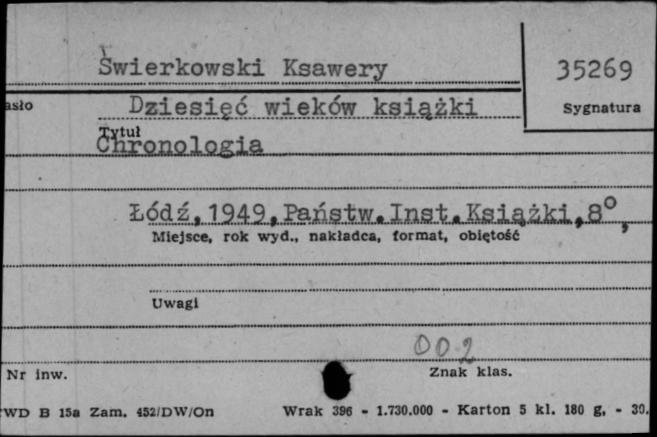 Świerkowski Ksawery
35269
asło
Dziesięć wieków książki
Sygnatura
Tytuł
Chronologia
Łódź,1949,Państw.Inst.Książki,8°,
Miejsce, rok wyd., nakładca, format, objętość
Uwagi
002
Nr inw.
Znak klas.
WD B 15a Zam. 452/DW/On
Wrak 396 - 1.730.000 - Karton 5 kl. 180 g, - 30.